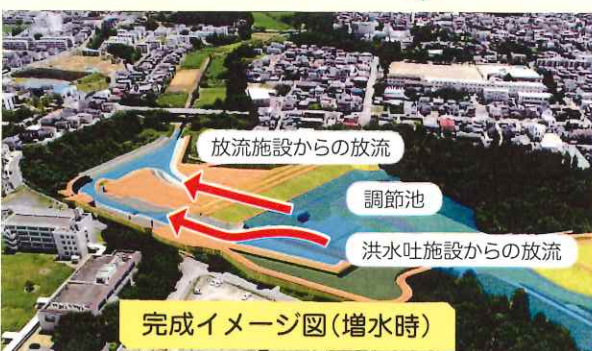 放流施設からの放流
調節池
洪水吐施設からの放流
完成イメージ図(増水時)